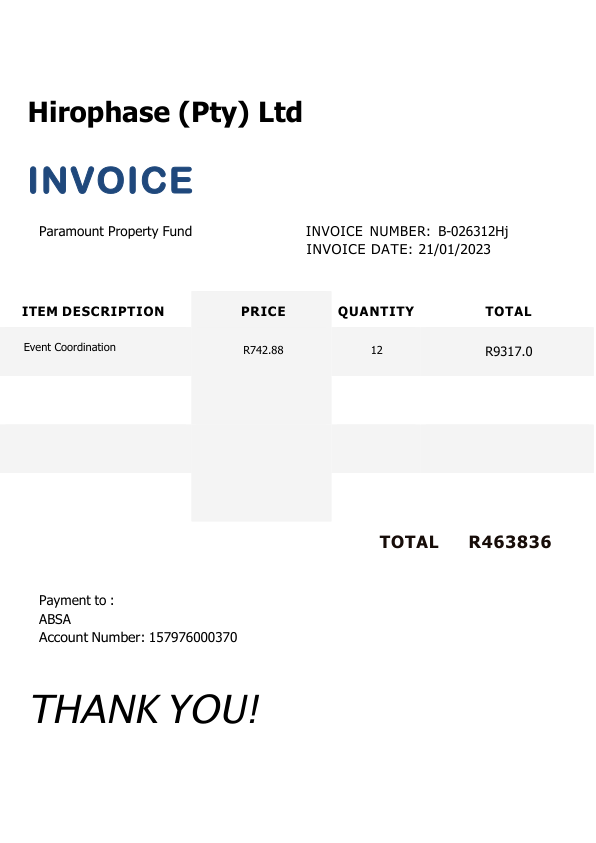 Hirophase (Pty) Ltd
INVOICE
Paramount Property Fund
INVOICE NUMBER: B-026312Hj
INVOICE DATE: 21/01/2023
ITEM DESCRIPTION PRICE QUANTITY TOTAL
Event Coordination R742.88 12 R9317.0
TOTAL R463836
Payment to :
ABSA
Account Number: 157976000370
THANK YOU!